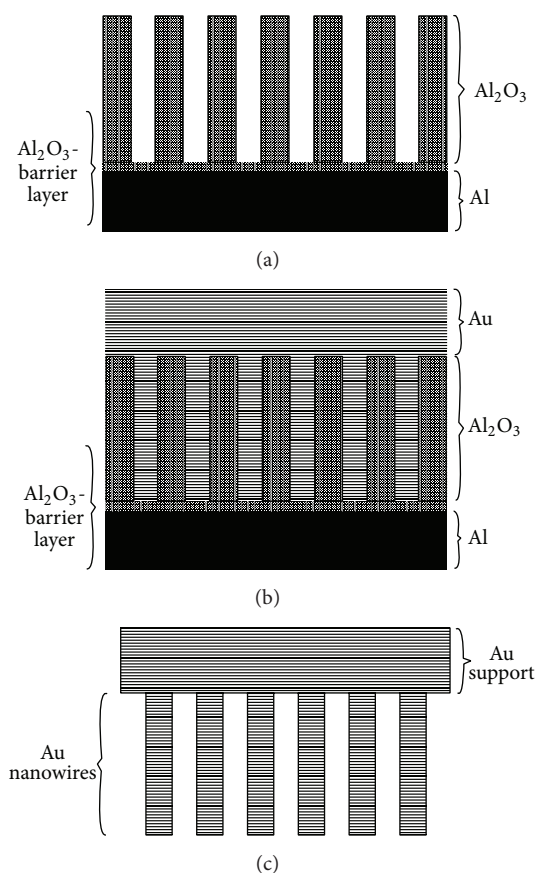 Al₂O₃
Al₂O₃-
barrier
layer
Al
(a)
Au
Al₂O₃
Al₂O₃-
barrier
layer
Al
(b)
Au
support
Au
nanowires
(c)